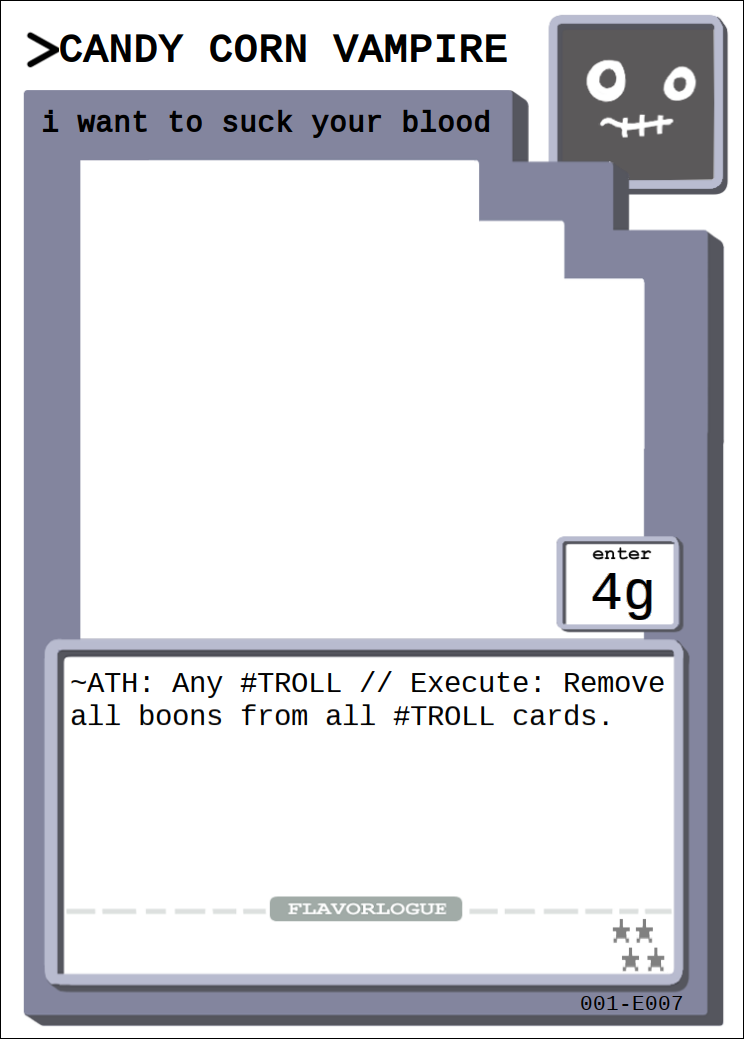 >CANDY CORN VAMPIRE
i want to suck your blood
enter
4g
~ATH: Any #TROLL // Execute: Remove
all boons from all #TROLL cards.
FLAVORLOGUE
001-E007